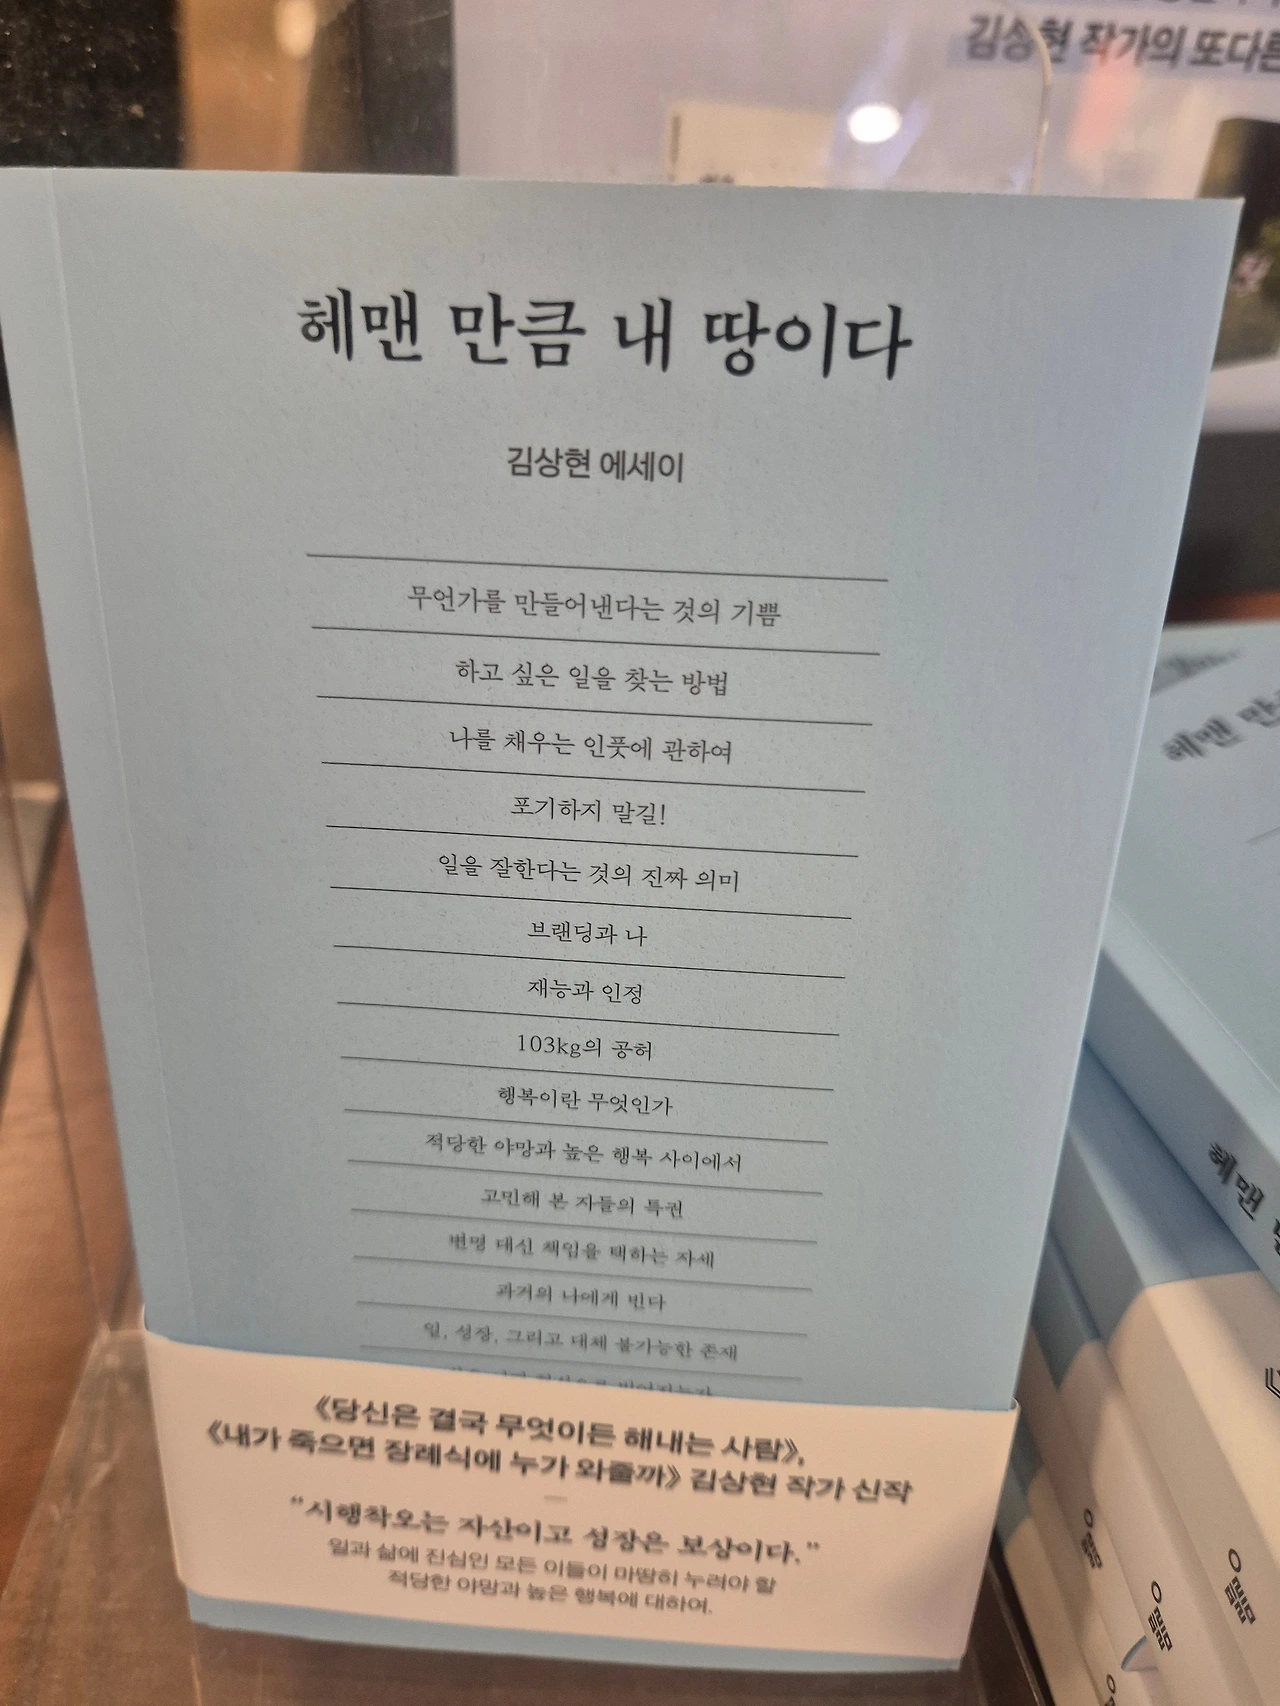 김상현 작가의 또다른
헤맨 만큼 내 땅이다
김상현 에세이
무언가를 만들어낸다는 것의 기쁨
하고 싶은 일을 찾는 방법
나를 채우는 인풋에 관하여
포기하지 말길!
일을 잘한다는 것의 진짜 의미
브랜딩과 나
재능과 인정
103kg의 공허
행복이란 무엇인가
적당한 야망과 높은 행복 사이에서
고민해 본 자들의 특권
변명 대신 책임을 택하는 자세
과거의 나에게 빈다
일, 성장, 그리고 대체 불가능한 존재
《당신은 결국 무엇이든 해내는 사람》,
《내가 죽으면 장례식에 누가 와줄까》 김상현 작가 신작
"시행착오는 자산이고 성장은 보상이다."
일과 삶에 진심인 모든 이들이 마땅히 누려야 할
적당한 야망과 높은 행복에 대하여.
헤맨
헤맨
필름
필름
필름